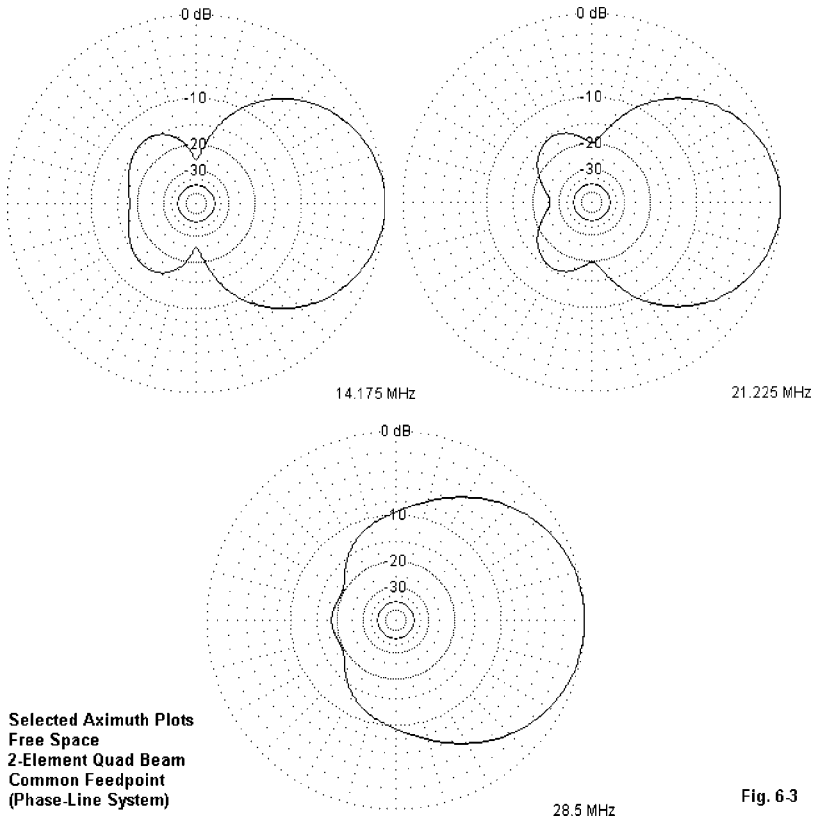 0 dB
-10
-20
-30
14.175 MHz
0 dB
-10
-20
-30
21.225 MHz
0 dB
-10
-20
-30
28.5 MHz
Selected Aximuth Plots
Free Space
2-Element Quad Beam
Common Feedpoint
(Phase-Line System)
Fig. 6-3